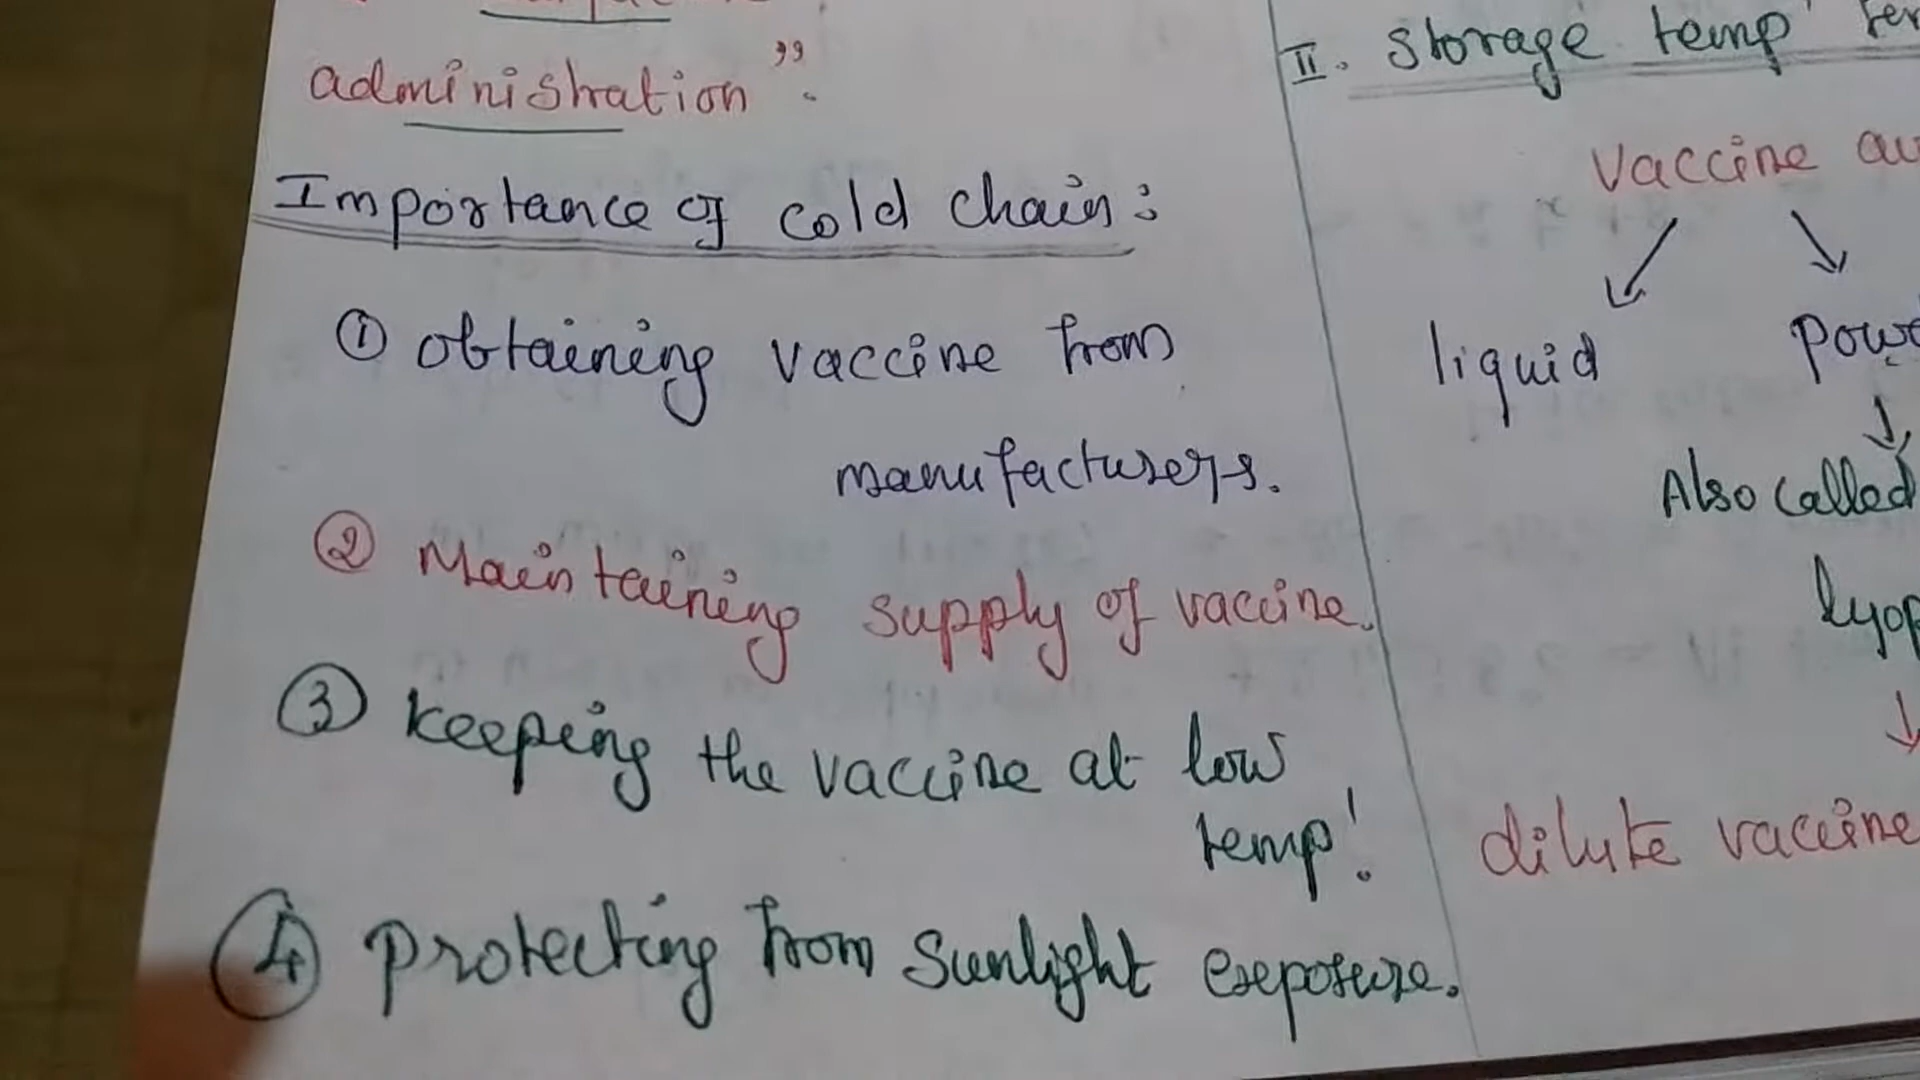 administration”.
Importance of cold chain:
① obtaining vaccine from
manufacturers.
② Maintaining supply of vaccine.
③ keeping the vaccine at low
temp!.
④ protecting from sunlight exposure.
II. storage temp'
Vaccine
liquid
Also called
dilute vaccine